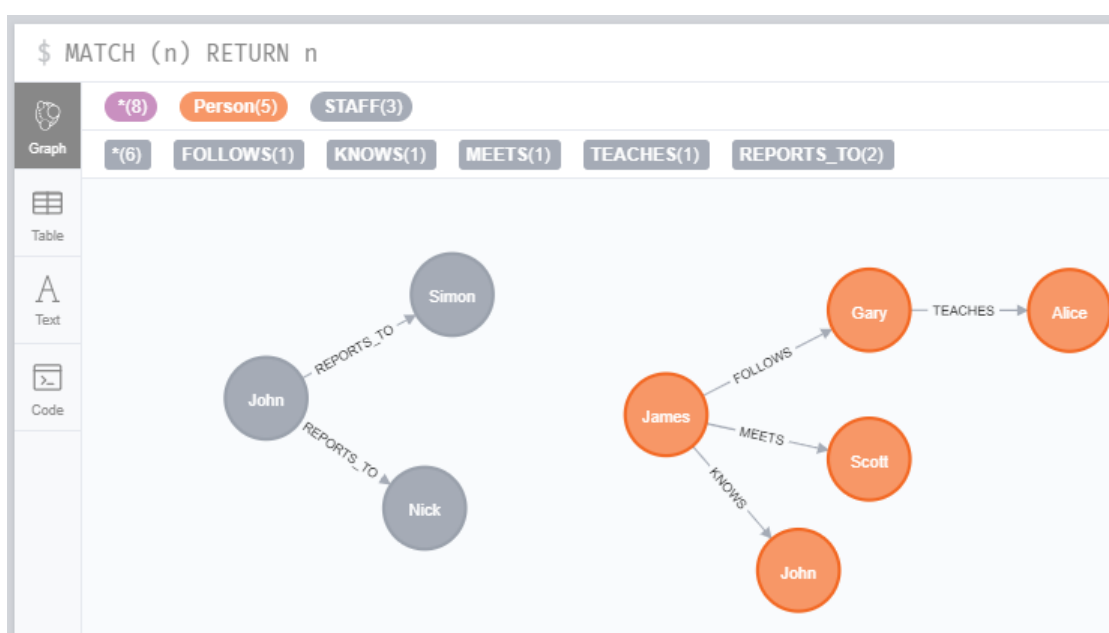 $ MATCH (n) RETURN n
*(8) Person(5) STAFF(3)
Graph
*(6) FOLLOWS(1) KNOWS(1) MEETS(1) TEACHES(1) REPORTS_TO(2)
Table
Text
Code
Simon
REPORTS_TO
John
REPORTS_TO
Nick
Gary
TEACHES
Alice
FOLLOWS
James
MEETS
Scott
KNOWS
John